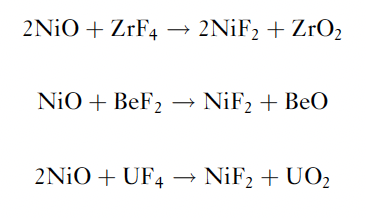 2NiO + ZrF₄ → 2NiF₂ + ZrO₂
NiO + BeF₂ → NiF₂ + BeO
2NiO + UF₄ → NiF₂ + UO₂